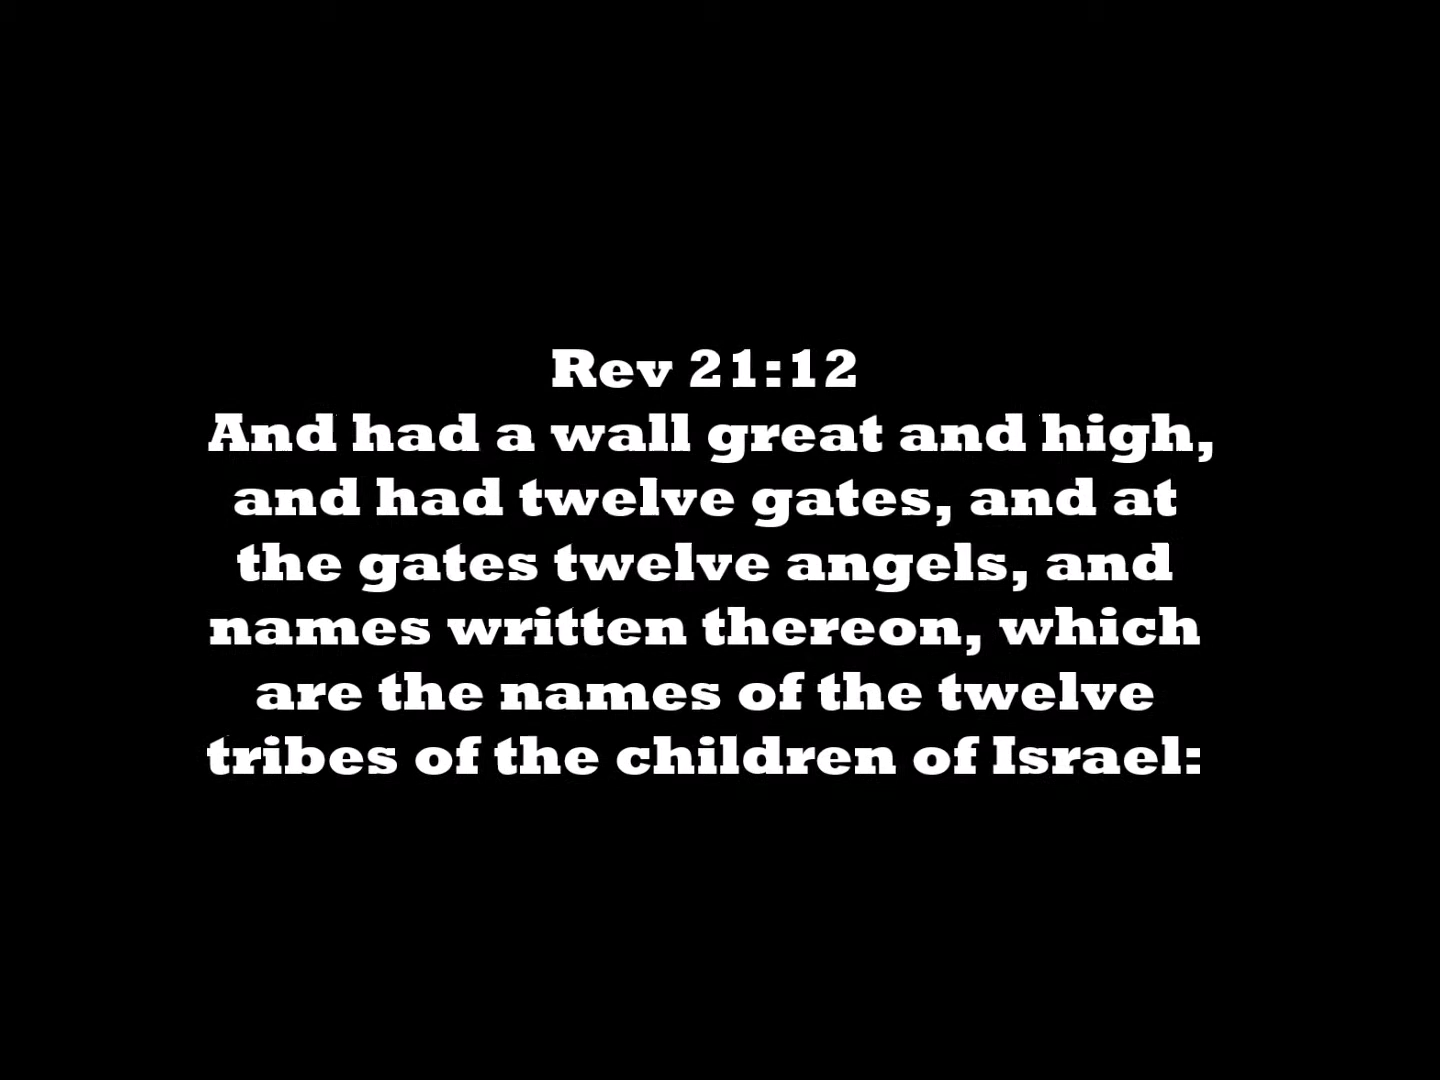 Rev 21:12
And had a wall great and high,
and had twelve gates, and at
the gates twelve angels, and
names written thereon, which
are the names of the twelve
tribes of the children of Israel: